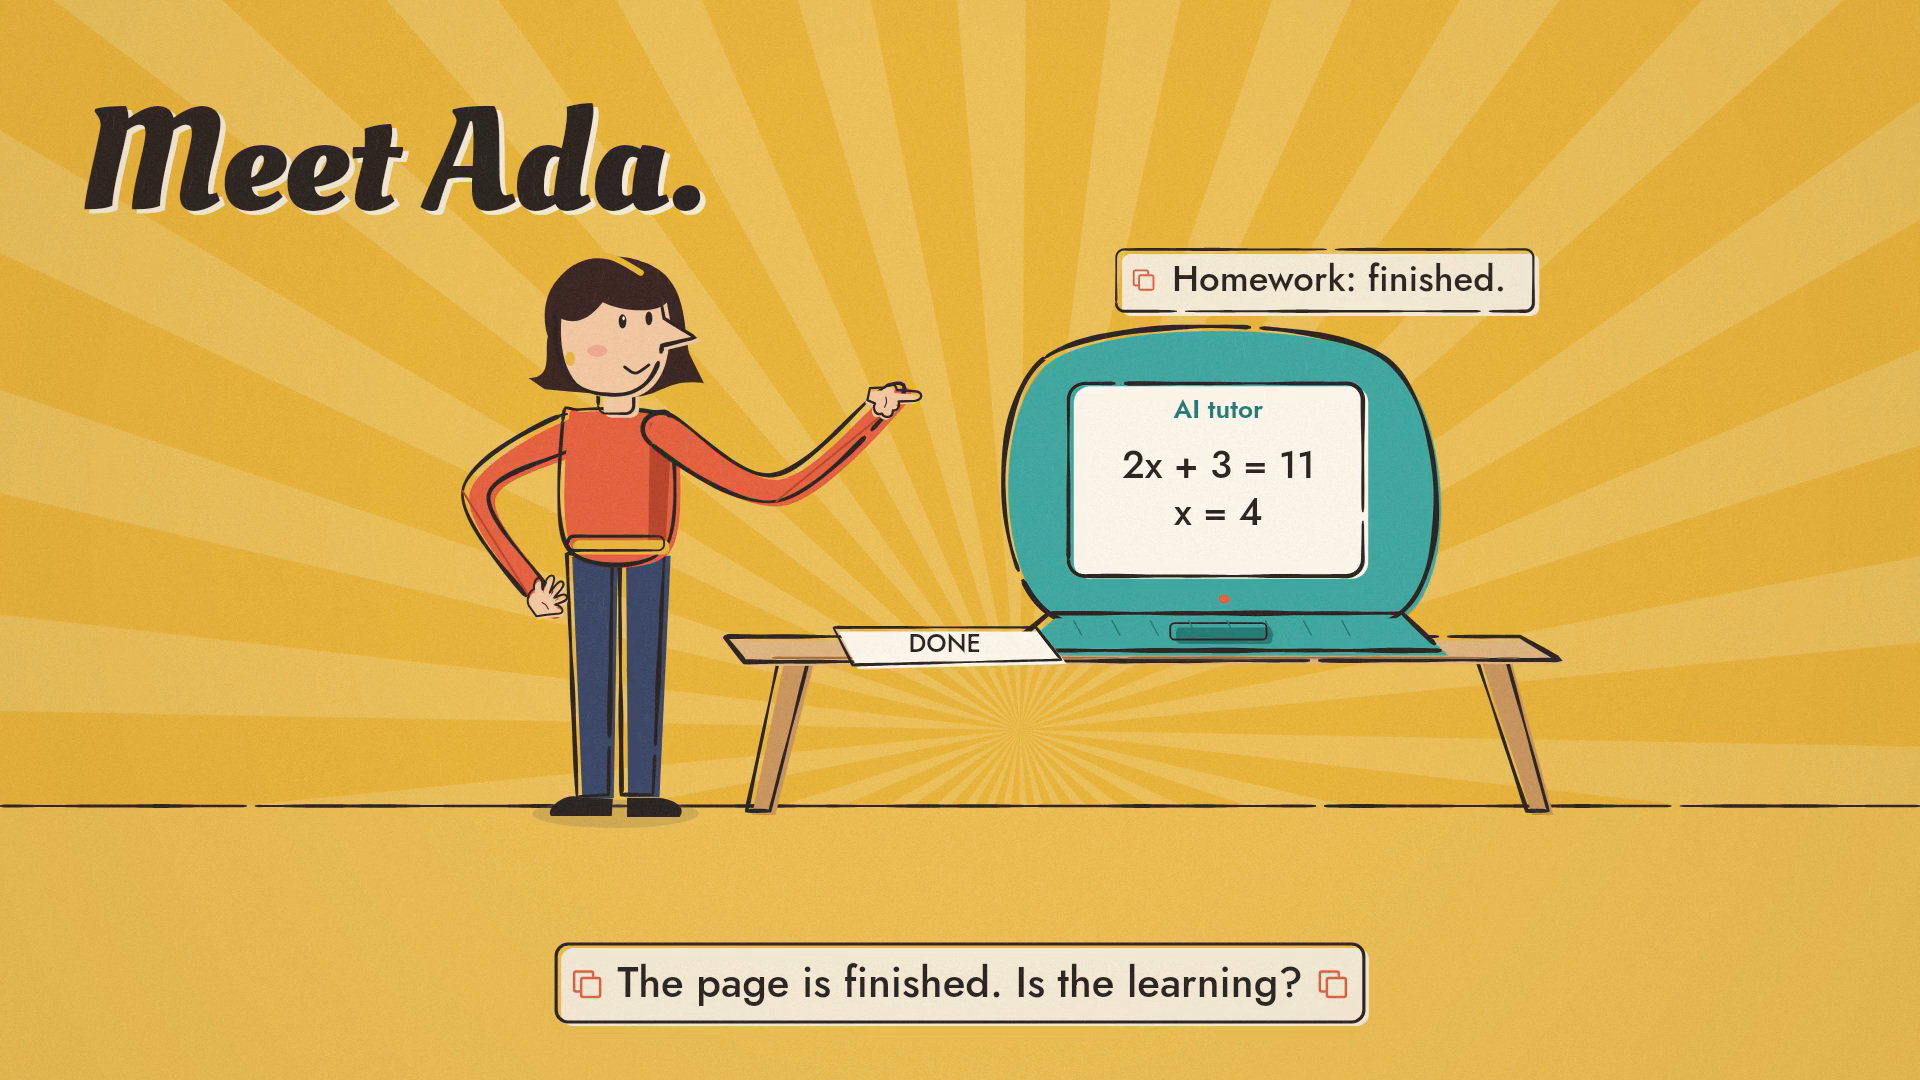 Meet Ada.
Homework: finished.
AI tutor
2x + 3 = 11
x = 4
DONE
The page is finished. Is the learning?